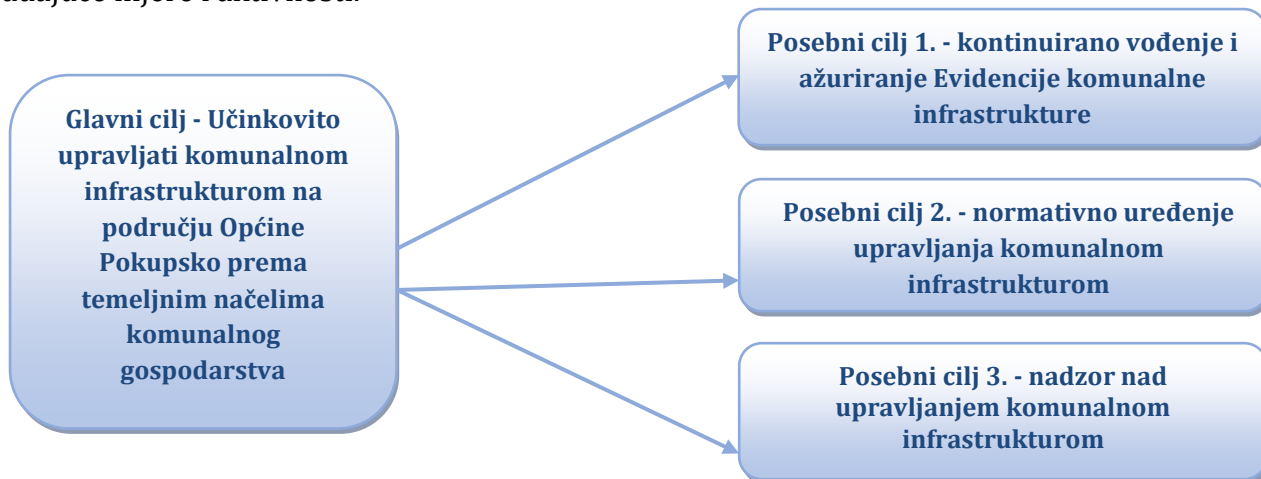 Glavni cilj - Učinkovito
upravljati komunalnom
infrastrukturom na
području Općine
Pokupsko prema
temeljnim načelima
komunalnog
gospodarstva
Posebni cilj 1. - kontinuirano vođenje i
ažuriranje Evidencije komunalne
infrastrukture
Posebni cilj 2. - normativno uređenje
upravljanja komunalnom
infrastrukturom
Posebni cilj 3. - nadzor nad
upravljanjem komunalnom
infrastrukturom